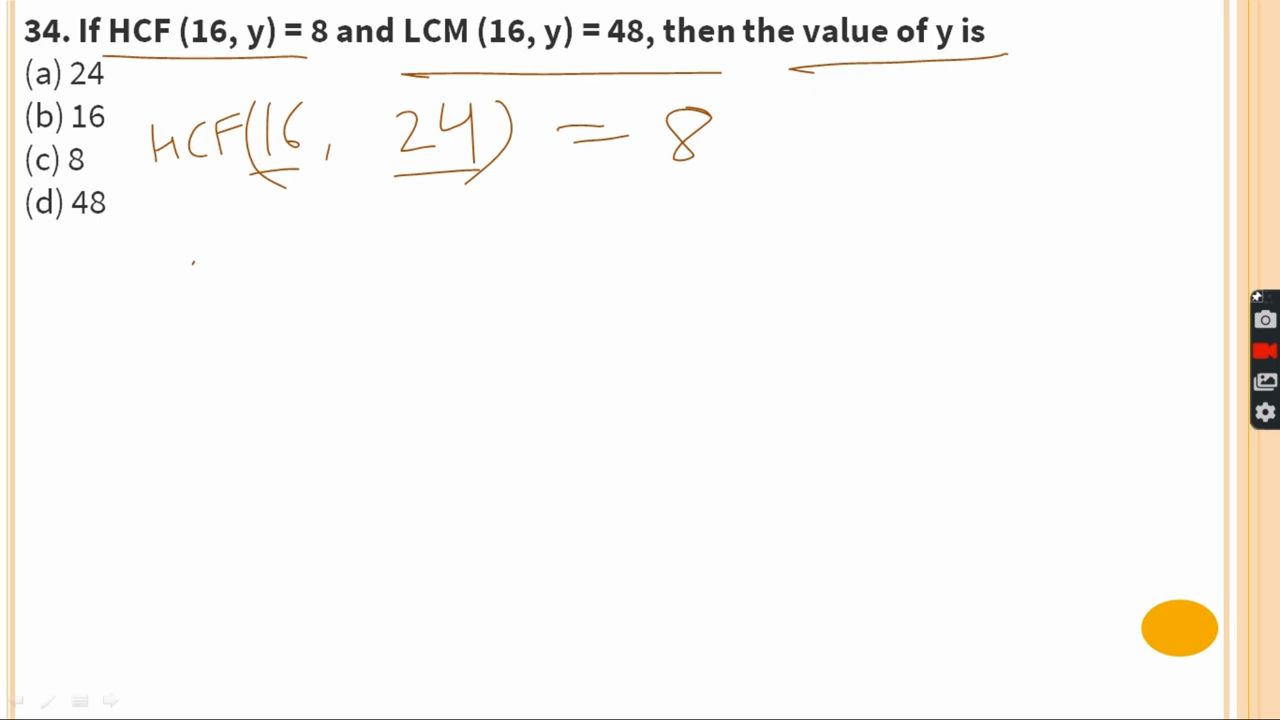 34. If HCF (16, y) = 8 and LCM (16, y) = 48, then the value of y is
(a) 24
(b) 16
(c) 8
(d) 48
HCF(16, 24) = 8